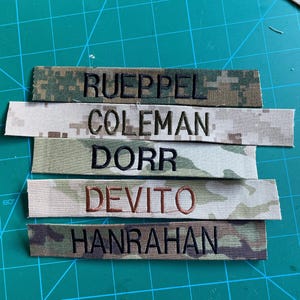 RUEPPEL
COLEMAN
DORR
DEVITO
HANRAHAN